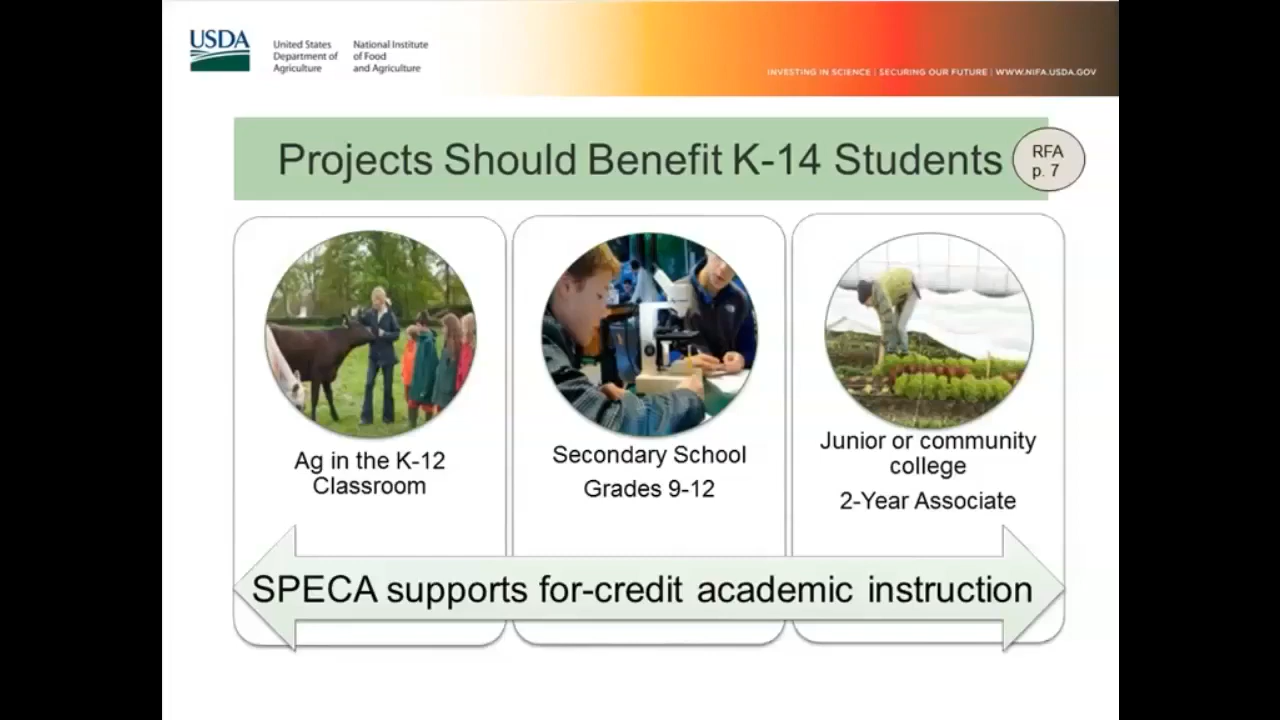 USDA
United States
Department of
Agriculture
National Institute
of Food
and Agriculture
INVESTING IN SCIENCE | SECURING OUR FUTURE | WWW.NIFA.USDA.GOV
Projects Should Benefit K-14 Students
RFA
p. 7
Ag in the K-12
Classroom
Secondary School
Grades 9-12
Junior or community
college
2-Year Associate
SPECA supports for-credit academic instruction